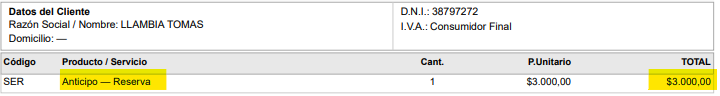 Datos del Cliente
Razón Social / Nombre: LLAMBIA TOMAS
Domicilio: —
D.N.I.: 38797272
I.V.A.: Consumidor Final
Código Producto / Servicio Cant. P.Unitario TOTAL
SER Anticipo — Reserva 1 $3.000,00 $3.000,00